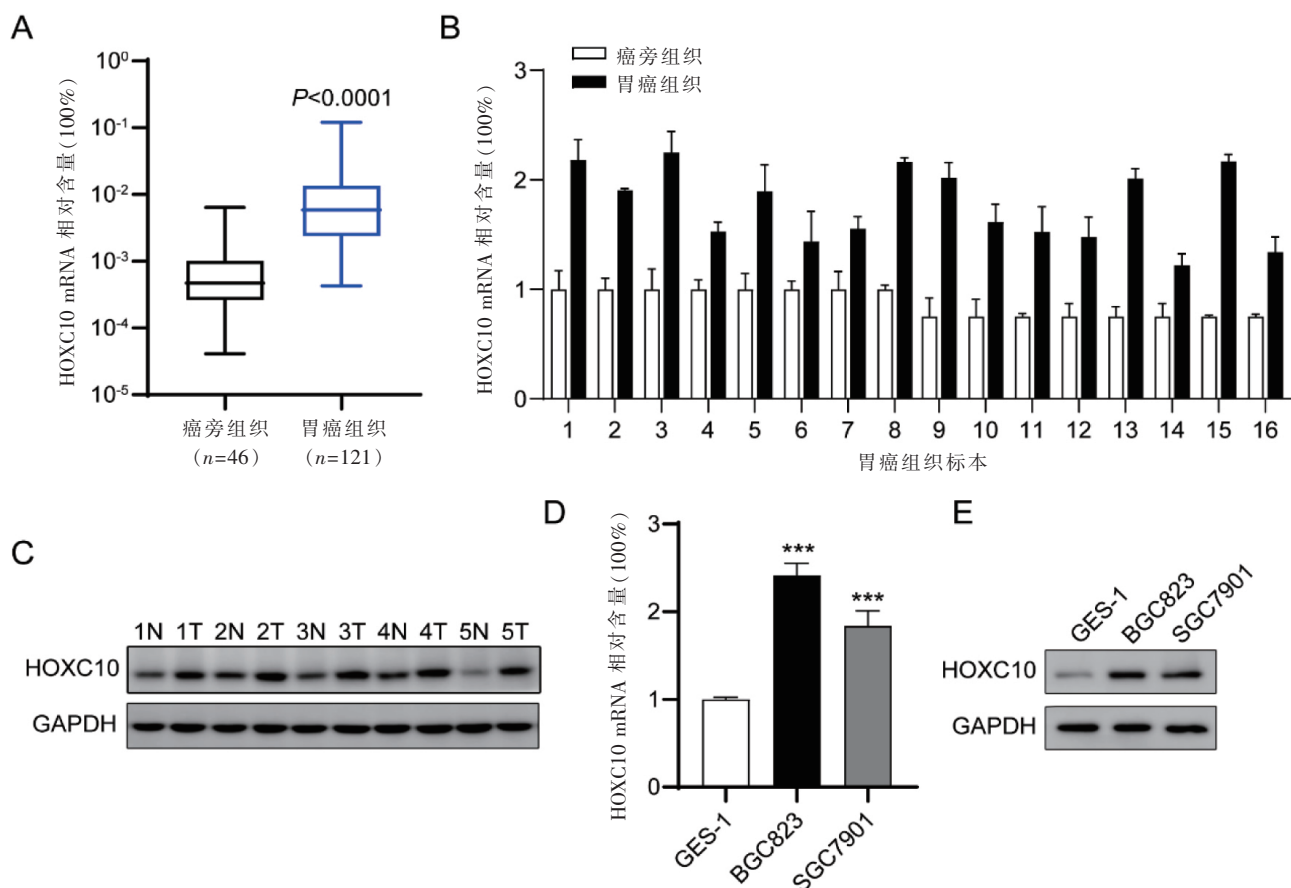 A
HOXC10 mRNA 相对含量(100%)
10⁰
10⁻¹
10⁻²
10⁻³
10⁻⁴
10⁻⁵
P<0.0001
癌旁组织 胃癌组织
(n=46) (n=121)
B
癌旁组织
胃癌组织
HOXC10 mRNA 相对含量(100%)
3
2
1
0
1 2 3 4 5 6 7 8 9 10 11 12 13 14 15 16
胃癌组织标本
C
1N 1T 2N 2T 3N 3T 4N 4T 5N 5T
HOXC10
GAPDH
D
HOXC10 mRNA 相对含量(100%)
3
2
1
0
***
***
GES-1 BGC823 SGC7901
E
GES-1 BGC823 SGC7901
HOXC10
GAPDH